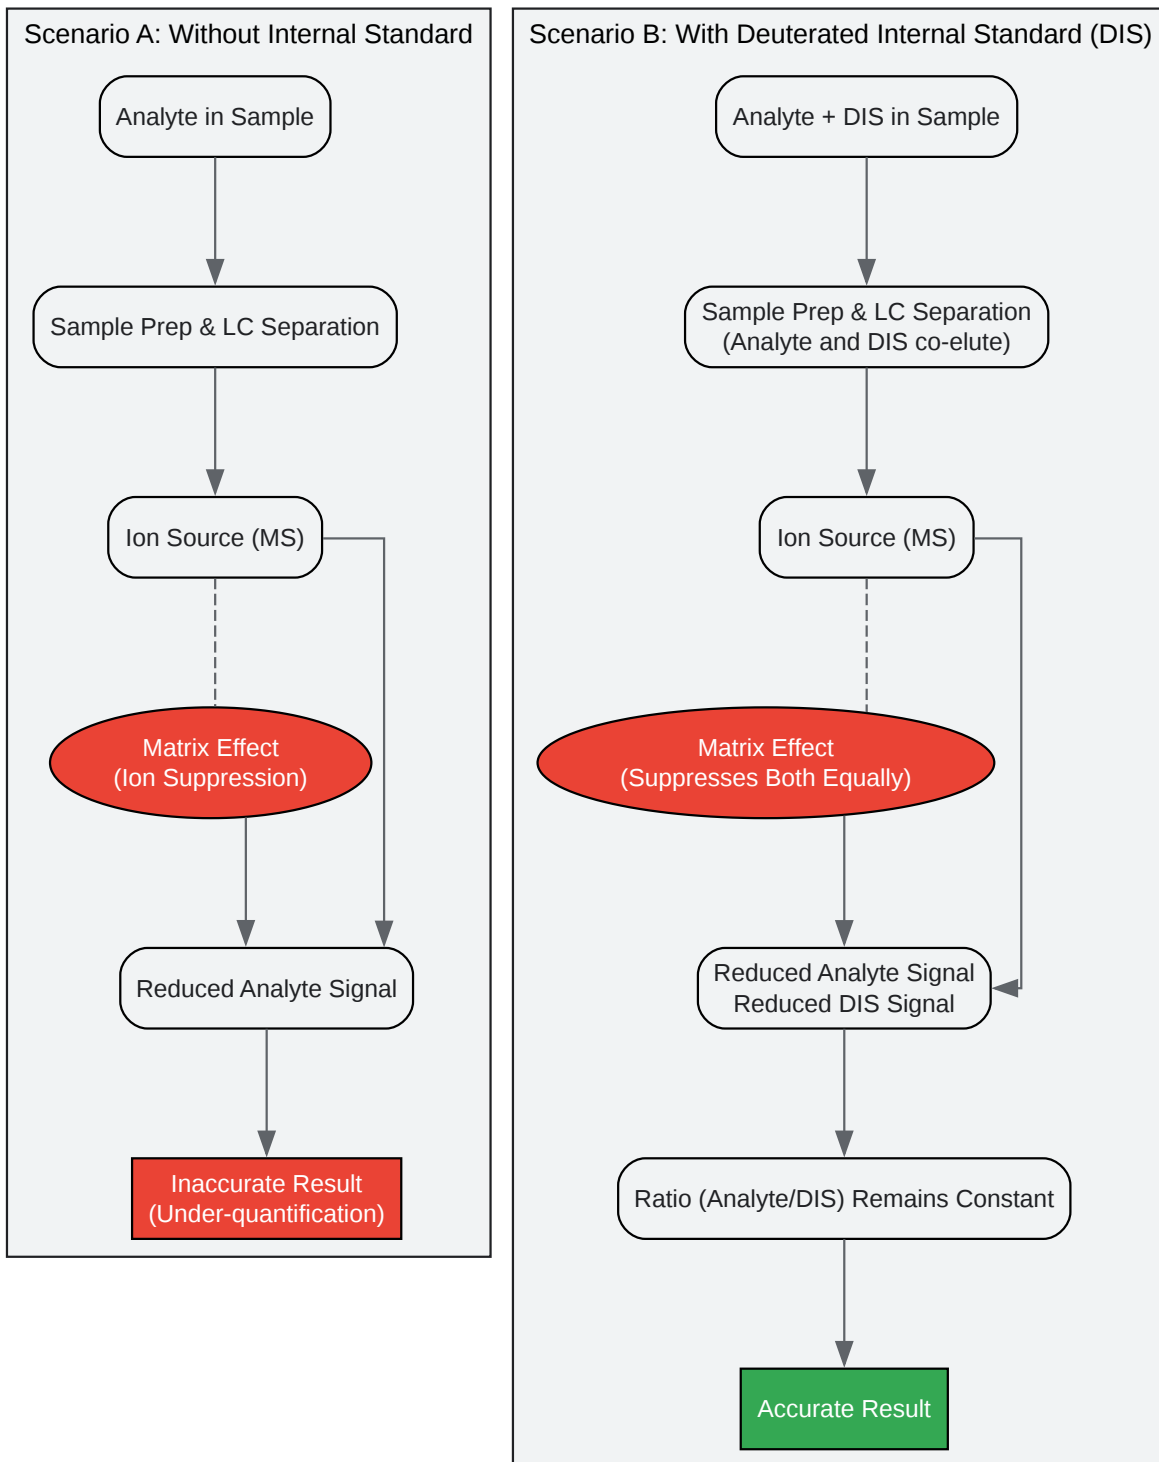 Scenario A: Without Internal Standard
Analyte in Sample
Sample Prep & LC Separation
Ion Source (MS)
Matrix Effect
(Ion Suppression)
Reduced Analyte Signal
Inaccurate Result
(Under-quantification)
Scenario B: With Deuterated Internal Standard (DIS)
Analyte + DIS in Sample
Sample Prep & LC Separation
(Analyte and DIS co-elute)
Ion Source (MS)
Matrix Effect
(Suppresses Both Equally)
Reduced Analyte Signal
Reduced DIS Signal
Ratio (Analyte/DIS) Remains Constant
Accurate Result